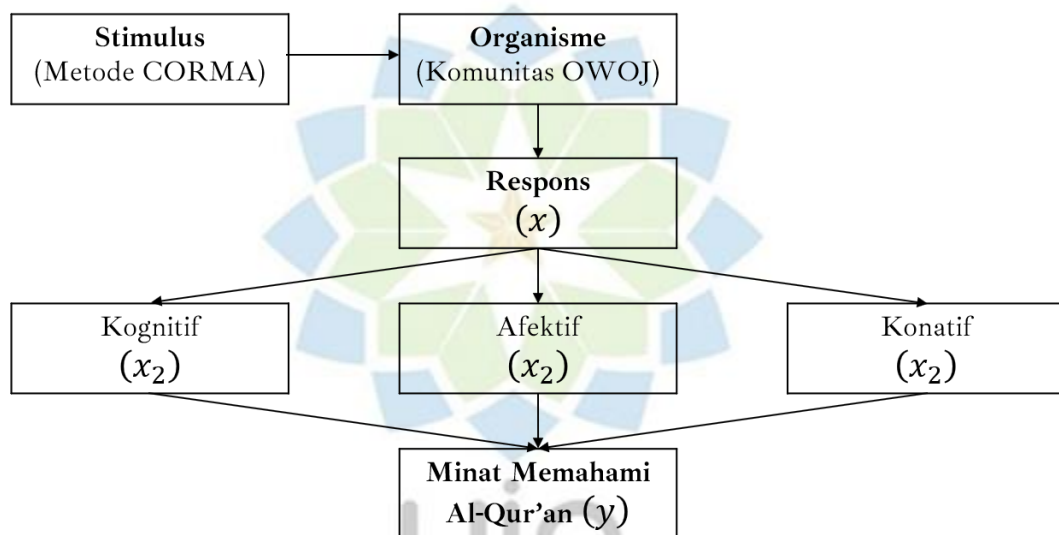 Stimulus
(Metode CORMA)
Organisme
(Komunitas OWOJ)
Respons
(x)
Kognitif
(x₂)
Afektif
(x₂)
Konatif
(x₂)
Minat Memahami
Al-Qur’an (y)